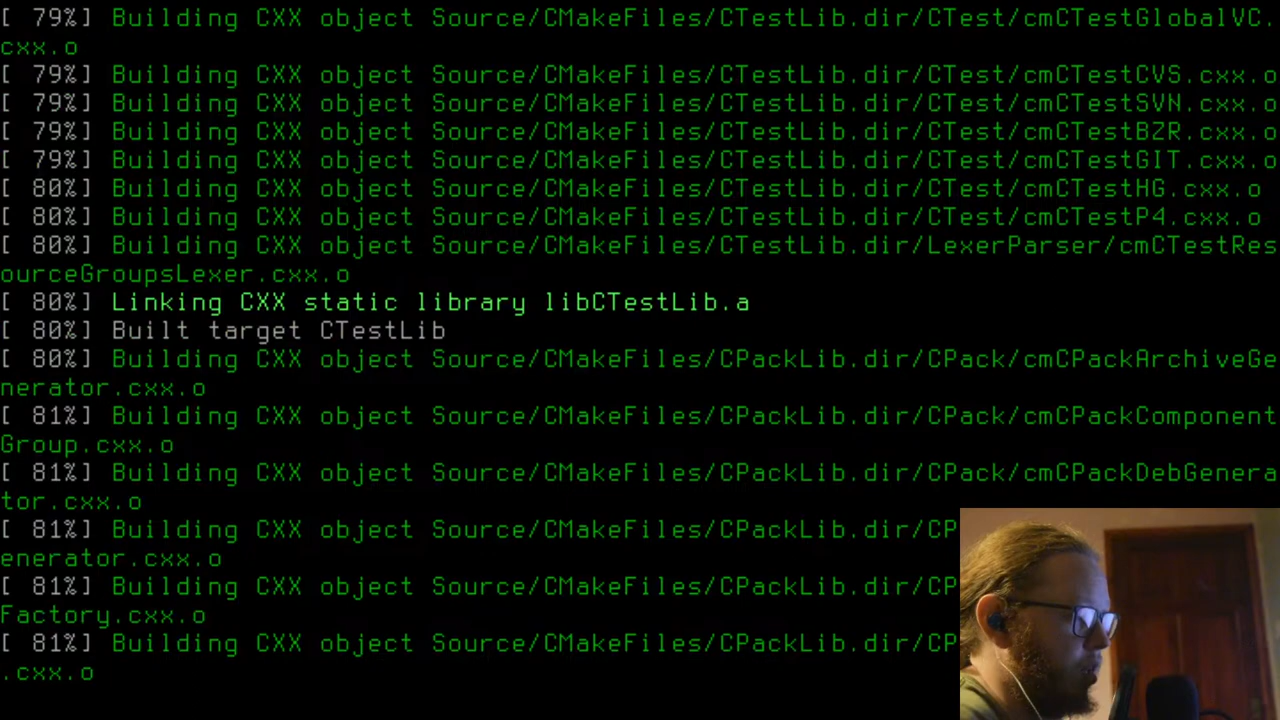 [ 79%] Building CXX object Source/CMakeFiles/CTestLib.dir/CTest/cmCTestGlobalVC.
cxx.o
[ 79%] Building CXX object Source/CMakeFiles/CTestLib.dir/CTest/cmCTestCVS.cxx.o
[ 79%] Building CXX object Source/CMakeFiles/CTestLib.dir/CTest/cmCTestSVN.cxx.o
[ 79%] Building CXX object Source/CMakeFiles/CTestLib.dir/CTest/cmCTestBZR.cxx.o
[ 79%] Building CXX object Source/CMakeFiles/CTestLib.dir/CTest/cmCTestGIT.cxx.o
[ 80%] Building CXX object Source/CMakeFiles/CTestLib.dir/CTest/cmCTestHG.cxx.o
[ 80%] Building CXX object Source/CMakeFiles/CTestLib.dir/CTest/cmCTestP4.cxx.o
[ 80%] Building CXX object Source/CMakeFiles/CTestLib.dir/LexerParser/cmCTestRes
ourceGroupsLexer.cxx.o
[ 80%] Linking CXX static library libCTestLib.a
[ 80%] Built target CTestLib
[ 80%] Building CXX object Source/CMakeFiles/CPackLib.dir/CPack/cmCPackArchiveGe
nerator.cxx.o
[ 81%] Building CXX object Source/CMakeFiles/CPackLib.dir/CPack/cmCPackComponent
Group.cxx.o
[ 81%] Building CXX object Source/CMakeFiles/CPackLib.dir/CPack/cmCPackDebGenera
tor.cxx.o
[ 81%] Building CXX object Source/CMakeFiles/CPackLib.dir/CP
enerator.cxx.o
[ 81%] Building CXX object Source/CMakeFiles/CPackLib.dir/CP
Factory.cxx.o
[ 81%] Building CXX object Source/CMakeFiles/CPackLib.dir/CP
.cxx.o